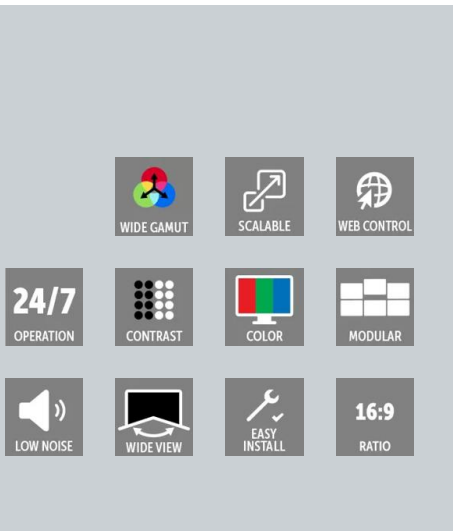 WIDE GAMUT
SCALABLE
WEB CONTROL
24/7
OPERATION
CONTRAST
COLOR
MODULAR
LOW NOISE
WIDE VIEW
EASY
INSTALL
16:9
RATIO